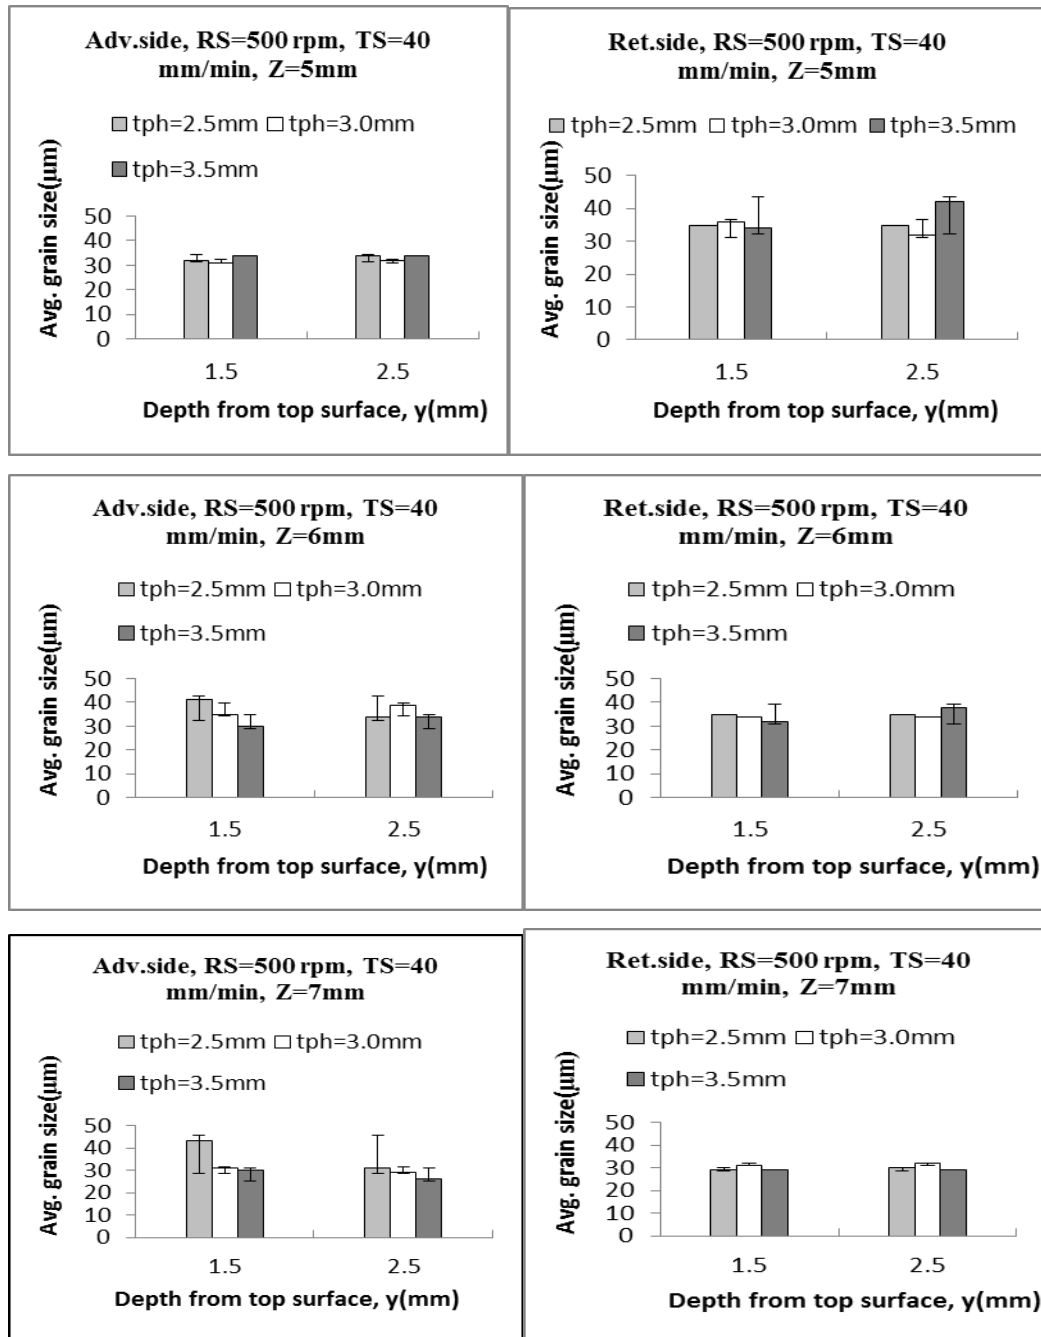 Adv.side, RS=500 rpm, TS=40
mm/min, Z=5mm
tph=2.5mm tph=3.0mm
tph=3.5mm
Avg. grain size(µm)
50
40
30
20
10
0
1.5 2.5
Depth from top surface, y(mm)
Ret.side, RS=500 rpm, TS=40
mm/min, Z=5mm
tph=2.5mm tph=3.0mm tph=3.5mm
Avg. grain size(µm)
50
40
30
20
10
0
1.5 2.5
Depth from top surface, y(mm)
Adv.side, RS=500 rpm, TS=40
mm/min, Z=6mm
tph=2.5mm tph=3.0mm
tph=3.5mm
Avg. grain size(µm)
50
40
30
20
10
0
1.5 2.5
Depth from top surface, y(mm)
Ret.side, RS=500 rpm, TS=40
mm/min, Z=6mm
tph=2.5mm tph=3.0mm
tph=3.5mm
Avg. grain size(µm)
50
40
30
20
10
0
1.5 2.5
Depth from top surface, y(mm)
Adv.side, RS=500 rpm, TS=40
mm/min, Z=7mm
tph=2.5mm tph=3.0mm
tph=3.5mm
Avg. grain size(µm)
50
40
30
20
10
0
1.5 2.5
Depth from top surface, y(mm)
Ret.side, RS=500 rpm, TS=40
mm/min, Z=7mm
tph=2.5mm tph=3.0mm
tph=3.5mm
Avg. grain size(µm)
50
40
30
20
10
0
1.5 2.5
Depth from top surface, y(mm)